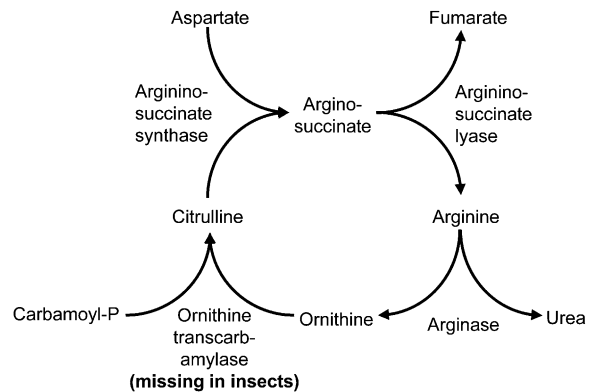 Aspartate
Fumarate
Arginino-
succinate
synthase
Argino-
succinate
Arginino-
succinate
lyase
Citrulline
Arginine
Carbamoyl-P
Ornithine
transcarb-
amylase
(missing in insects)
Ornithine
Arginase
Urea